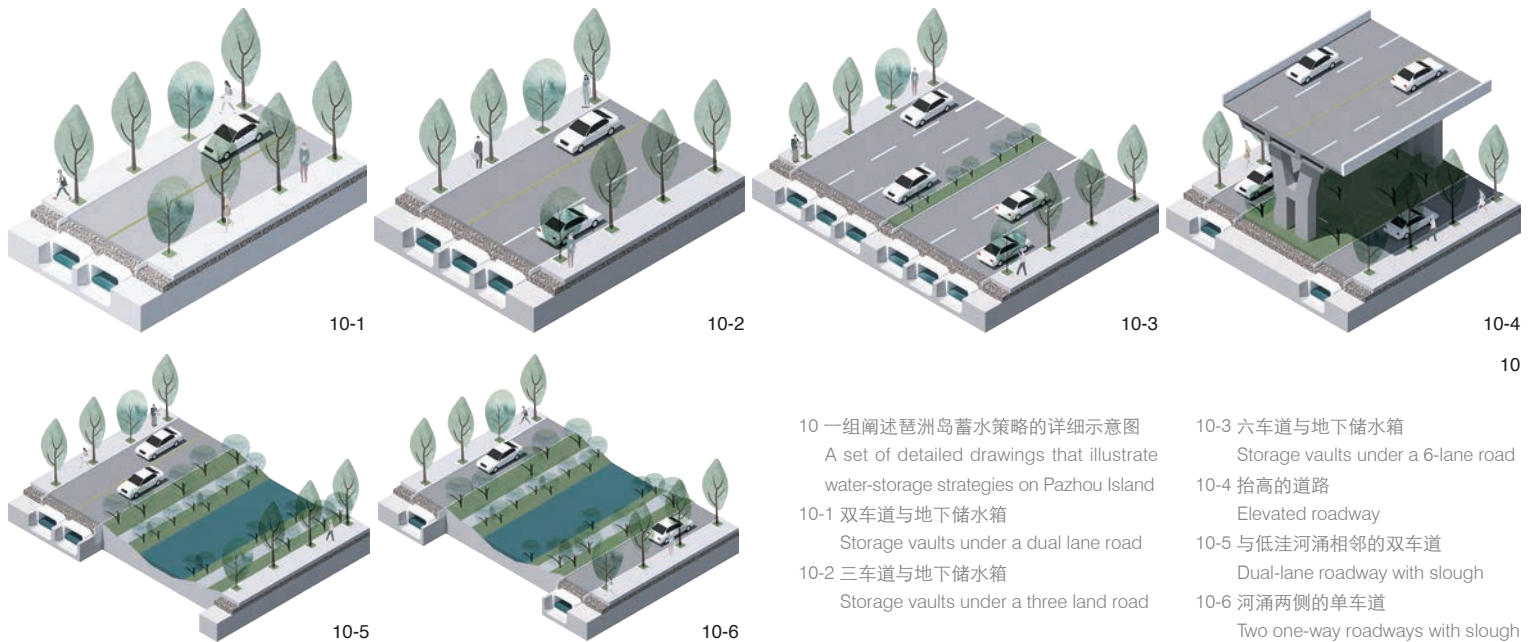 10-1
10-2
10-3
10-4
10
10-5
10-6
10 一组阐述琶洲岛蓄水策略的详细示意图
A set of detailed drawings that illustrate
water-storage strategies on Pazhou Island
10-1 双车道与地下储水箱
Storage vaults under a dual lane road
10-2 三车道与地下储水箱
Storage vaults under a three land road
10-3 六车道与地下储水箱
Storage vaults under a 6-lane road
10-4 抬高的道路
Elevated roadway
10-5 与低洼河涌相邻的双车道
Dual-lane roadway with slough
10-6 河涌两侧的单车道
Two one-way roadways with slough